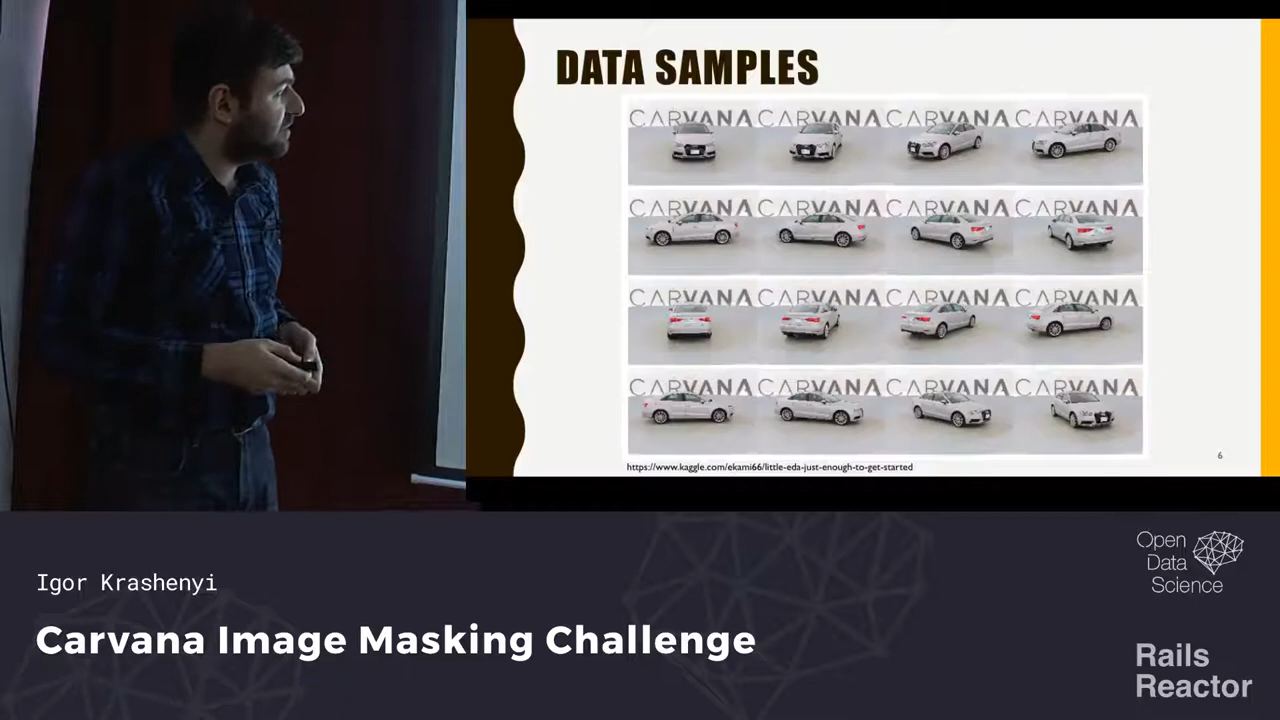 DATA SAMPLES
CARVANA CARVANA CARVANA CARVANA
CARVANA CARVANA CARVANA CARVANA
CARVANA CARVANA CARVANA CARVANA
CARVANA CARVANA CARVANA CARVANA
https://www.kaggle.com/ekami66/little-eda-just-enough-to-get-started
6
Igor Krashenyi
Carvana Image Masking Challenge
Open
Data
Science
Rails
Reactor